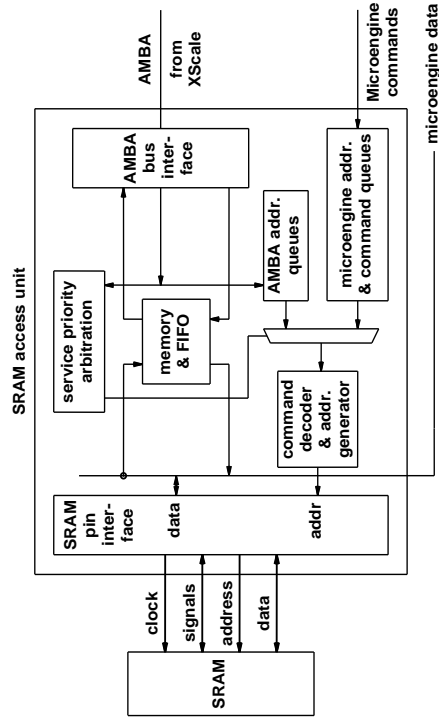 SRAM access unit
SRAM
clock
signals
address
data
SRAM
pin
inter-
face
data
addr
service priority
arbitration
memory
& FIFO
command
decoder
& addr.
generator
AMBA
bus
inter-
face
AMBA addr.
queues
microengine addr.
& command queues
AMBA
from
XScale
Microengine
commands
microengine data